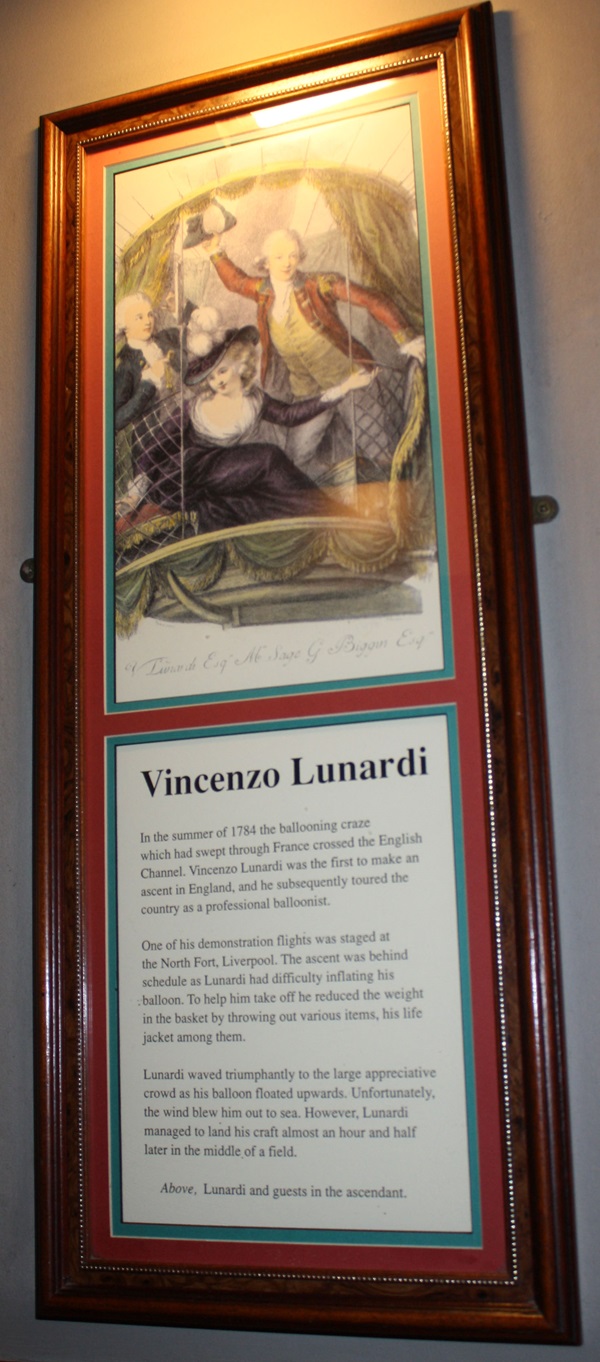 V Lunardi Esqr Mrs Sage G Biggin Esqr
Vincenzo Lunardi
In the summer of 1784 the ballooning craze
which had swept through France crossed the English
Channel. Vincenzo Lunardi was the first to make an
ascent in England, and he subsequently toured the
country as a professional balloonist.
One of his demonstration flights was staged at
the North Fort, Liverpool. The ascent was behind
schedule as Lunardi had difficulty inflating his
balloon. To help him take off he reduced the weight
in the basket by throwing out various items, his life
jacket among them.
Lunardi waved triumphantly to the large appreciative
crowd as his balloon floated upwards. Unfortunately,
the wind blew him out to sea. However, Lunardi
managed to land his craft almost an hour and half
later in the middle of a field.
Above, Lunardi and guests in the ascendant.